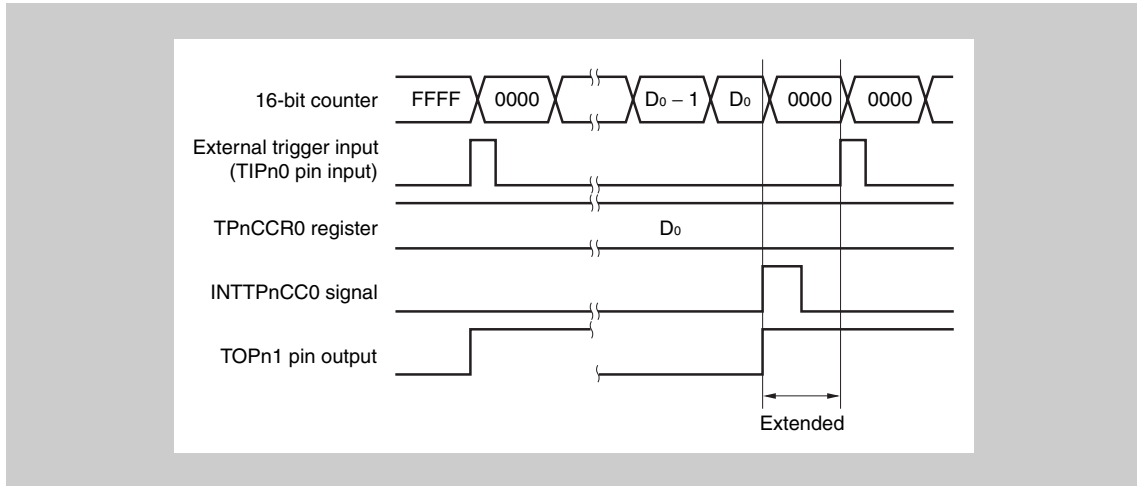 16-bit counter FFFF 0000 D₀ – 1 D₀ 0000 0000
External trigger input
(TIPn0 pin input)
TPnCCR0 register D₀
INTTPnCC0 signal
TOPn1 pin output
Extended